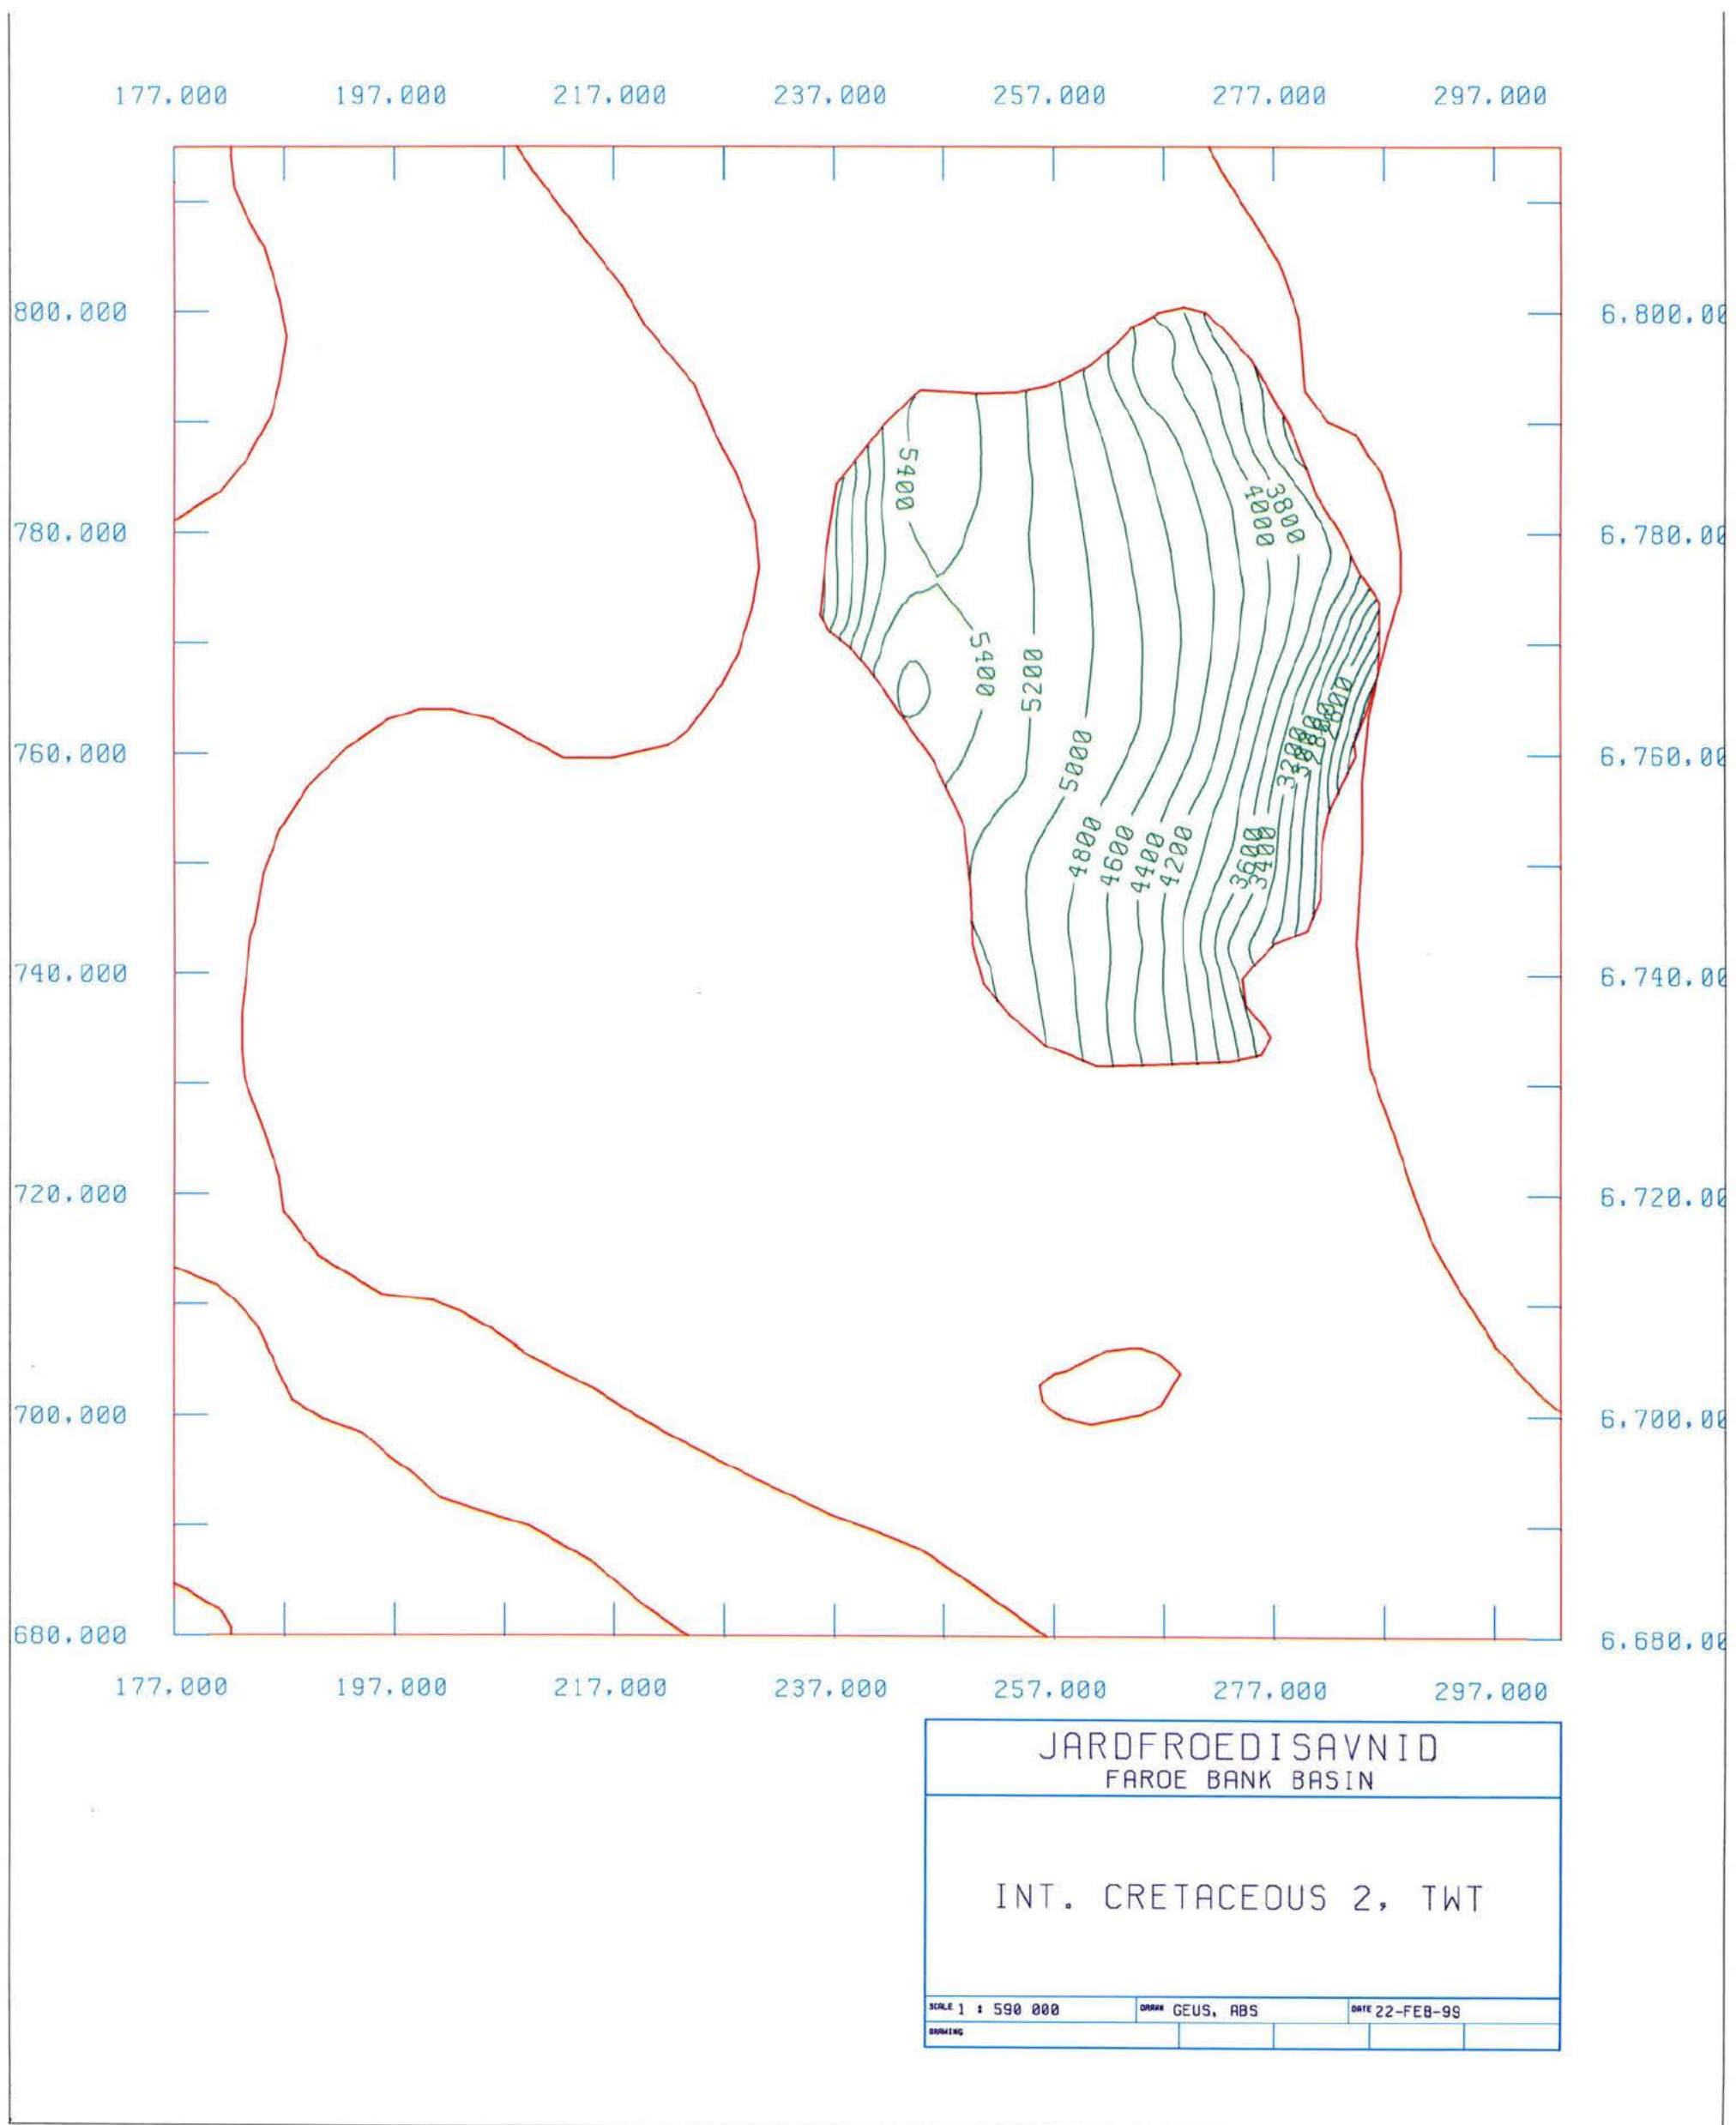 177,000 197,000 217,000 237,000 257,000 277,000 297,000
800,000 6,800,00
5400
3800
4000
780,000 6,780,00
5400
5200
2800
760,000 5000 3200 6,760,00
4800
4600
4400
4200
3600
3400
740,000 6,740,00
720,000 6,720,00
700,000 6,700,00
680,000 6,680,00
177,000 197,000 217,000 237,000 257,000 277,000 297,000
JARDFROEDISAVNID
FAROE BANK BASIN
INT. CRETACEOUS 2, TWT
SCALE 1 : 590 000 DRAWN GEUS, ABS DATE 22-FEB-99
DRAWING